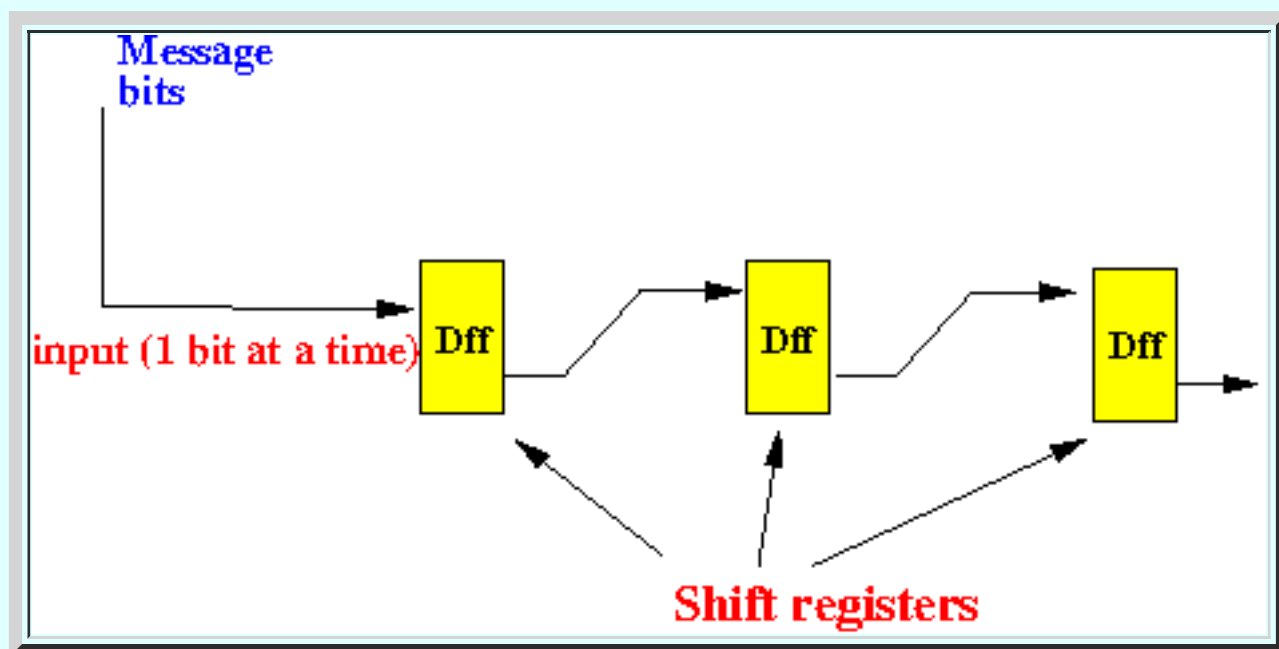 Message
bits
input (1 bit at a time)
Dff
Dff
Dff
Shift registers